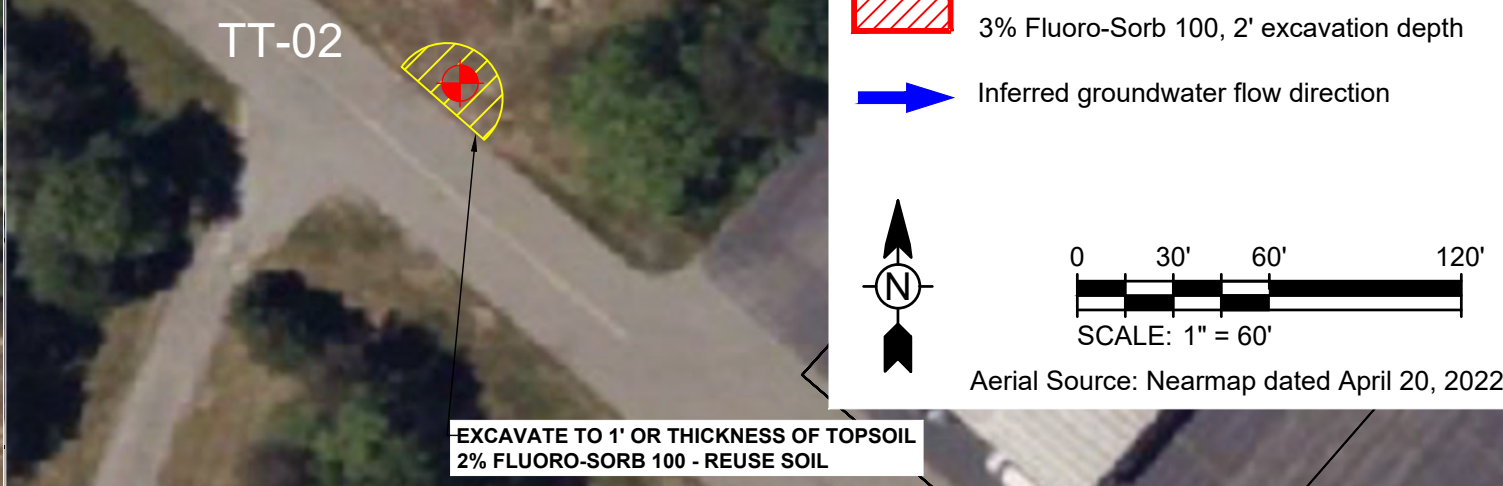 TT-02
3% Fluoro-Sorb 100, 2' excavation depth
Inferred groundwater flow direction
N
0 30' 60' 120'
SCALE: 1" = 60'
Aerial Source: Nearmap dated April 20, 2022
EXCAVATE TO 1' OR THICKNESS OF TOPSOIL
2% FLUORO-SORB 100 - REUSE SOIL